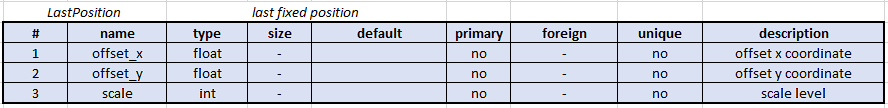 LastPosition last fixed position
# name type size default primary foreign unique description
1 offset_x float - no - no offset x coordinate
2 offset_y float - no - no offset y coordinate
3 scale int - no - no scale level